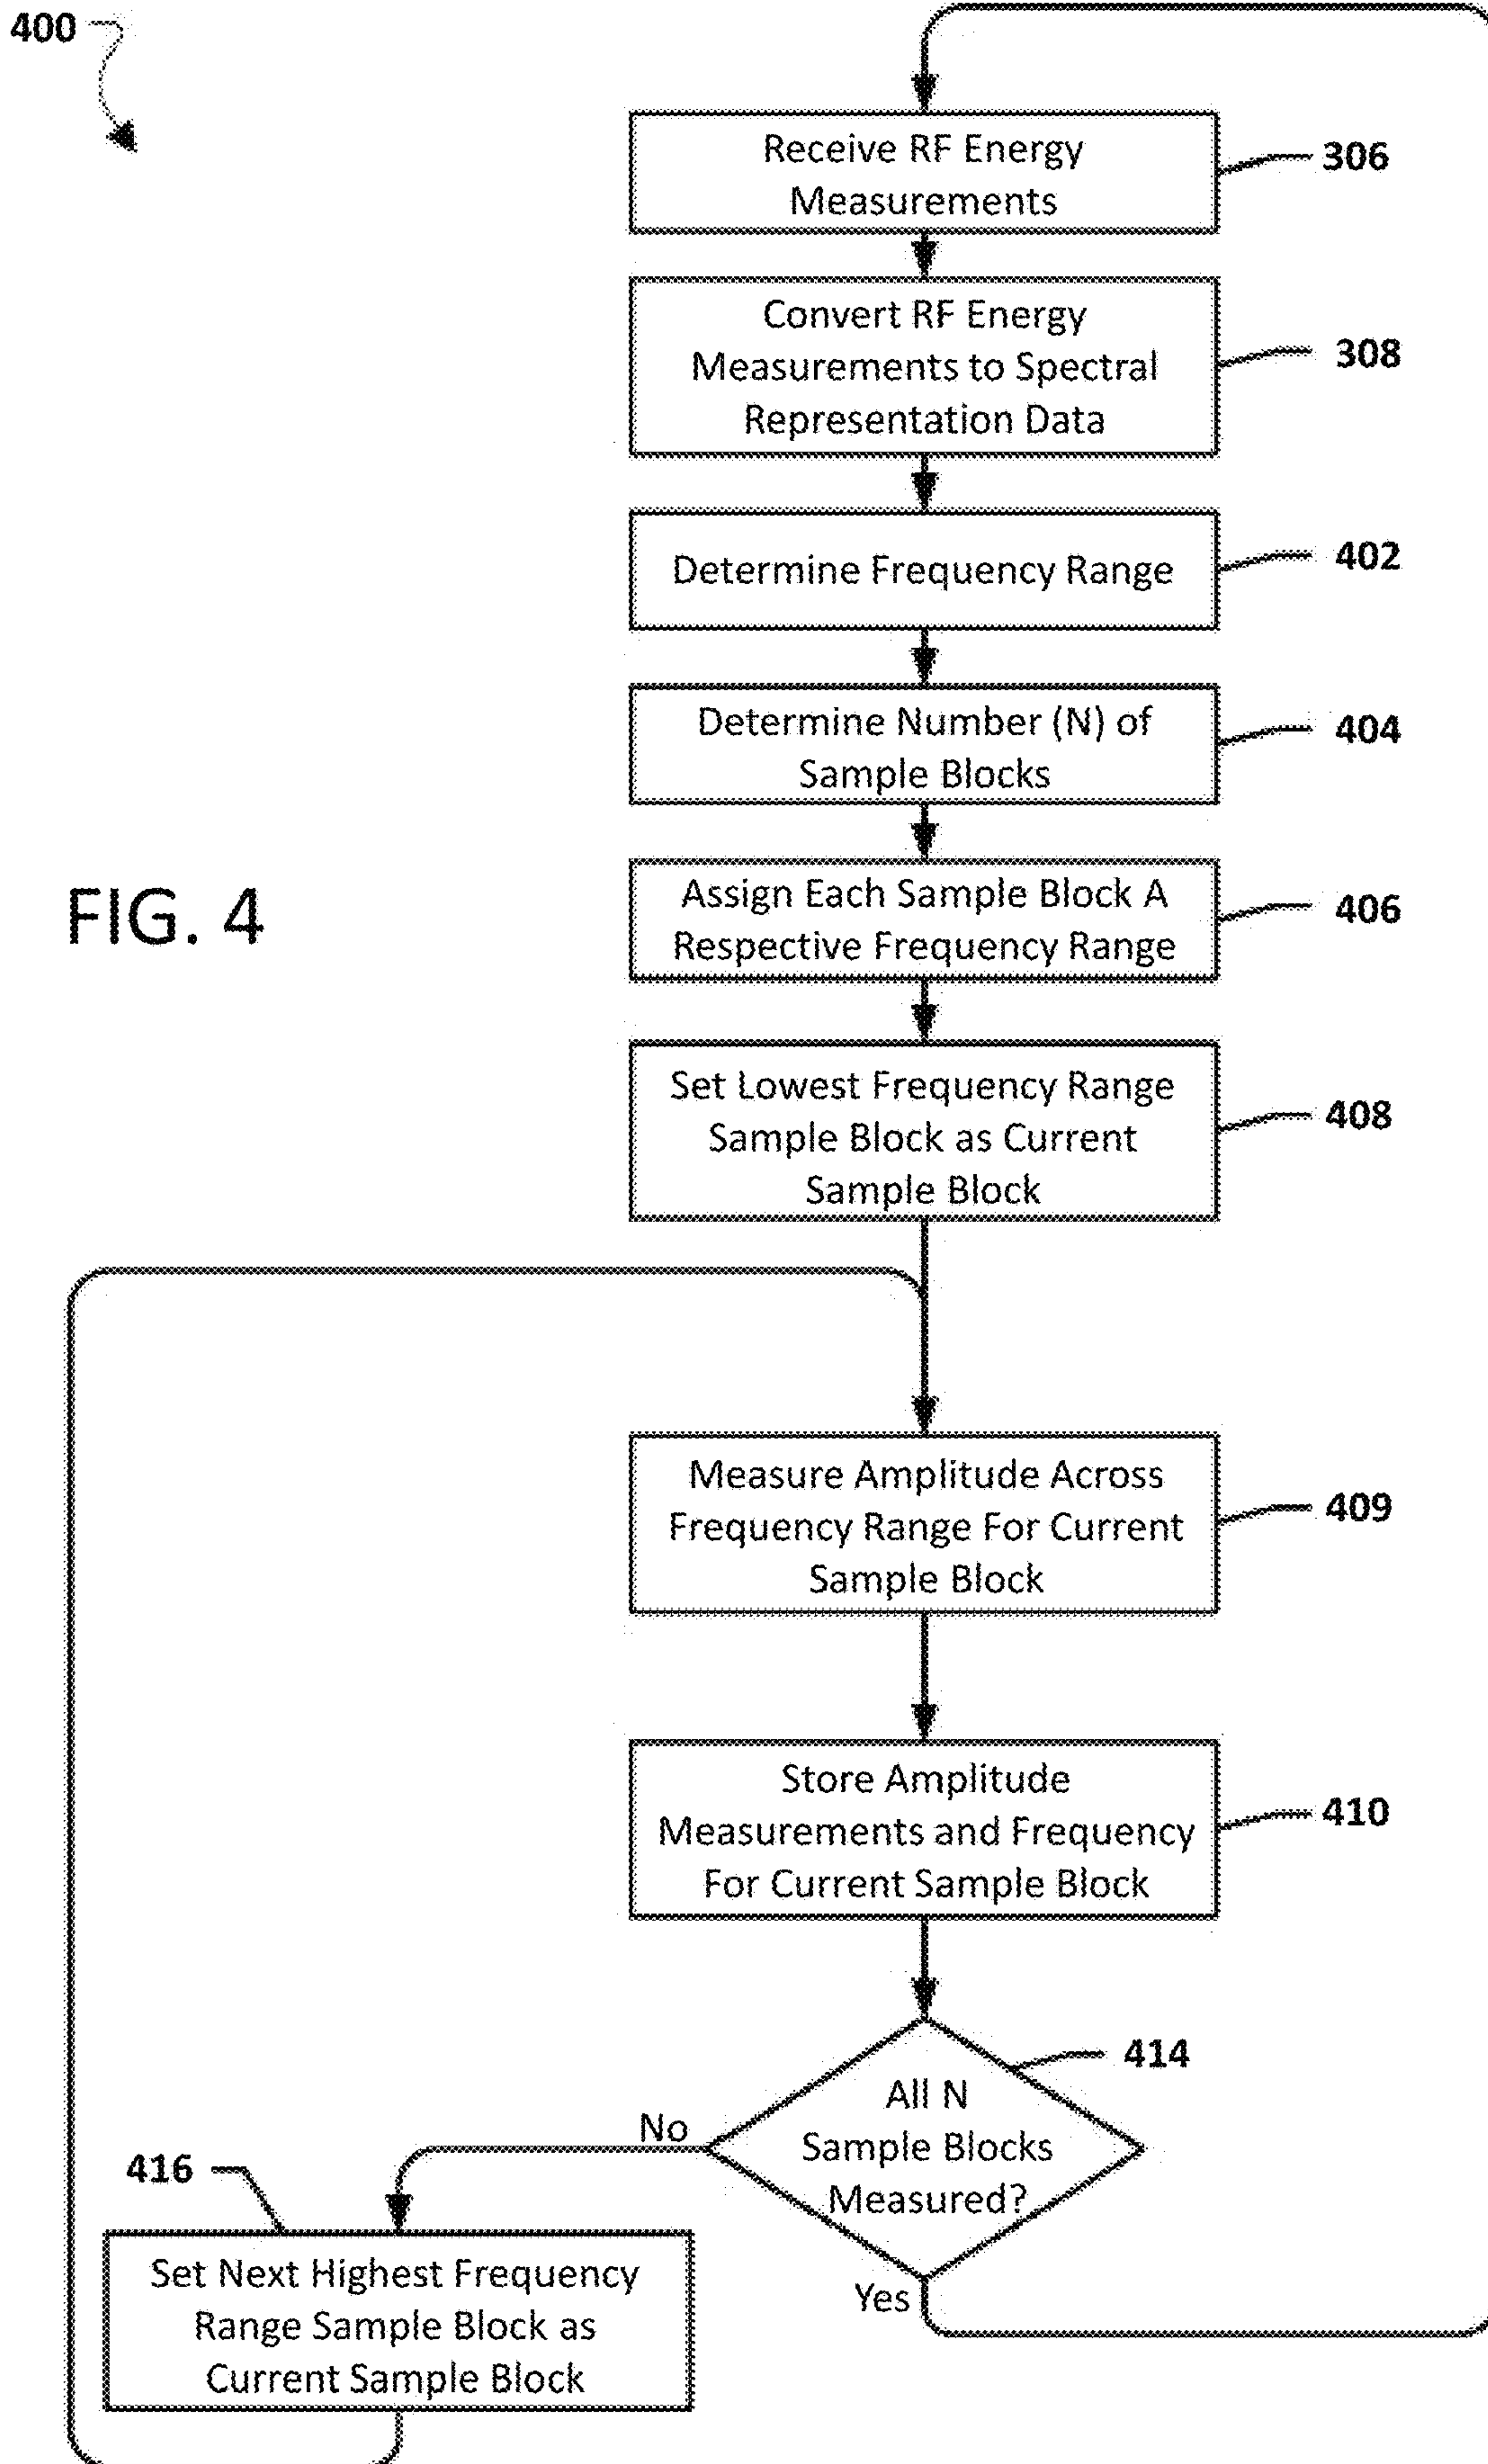 400
Receive RF Energy
Measurements
306
Convert RF Energy
Measurements to Spectral
Representation Data
308
Determine Frequency Range
402
Determine Number (N) of
Sample Blocks
404
Assign Each Sample Block A
Respective Frequency Range
406
FIG. 4
Set Lowest Frequency Range
Sample Block as Current
Sample Block
408
Measure Amplitude Across
Frequency Range For Current
Sample Block
409
Store Amplitude
Measurements and Frequency
For Current Sample Block
410
All N
Sample Blocks
Measured?
414
No
Yes
416
Set Next Highest Frequency
Range Sample Block as
Current Sample Block